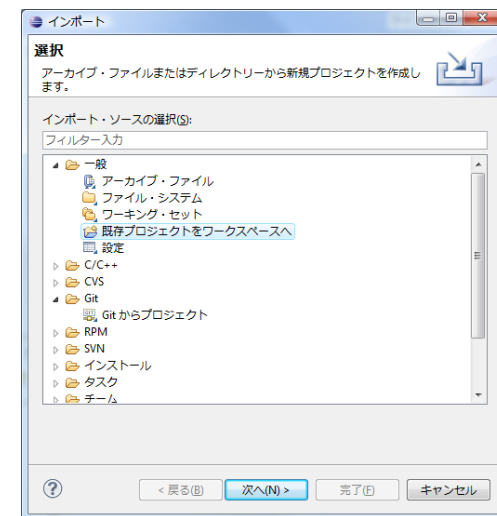 インポート
選択
アーカイブ・ファイルまたはディレクトリーから新規プロジェクトを作成し
ます。
インポート・ソースの選択(S):
フィルター入力
一般
アーカイブ・ファイル
ファイル・システム
ワーキング・セット
既存プロジェクトをワークスペースへ
設定
C/C++
CVS
Git
Git からプロジェクト
RPM
SVN
インストール
タスク
チーム
< 戻る(B)
次へ(N) >
完了(F)
キャンセル